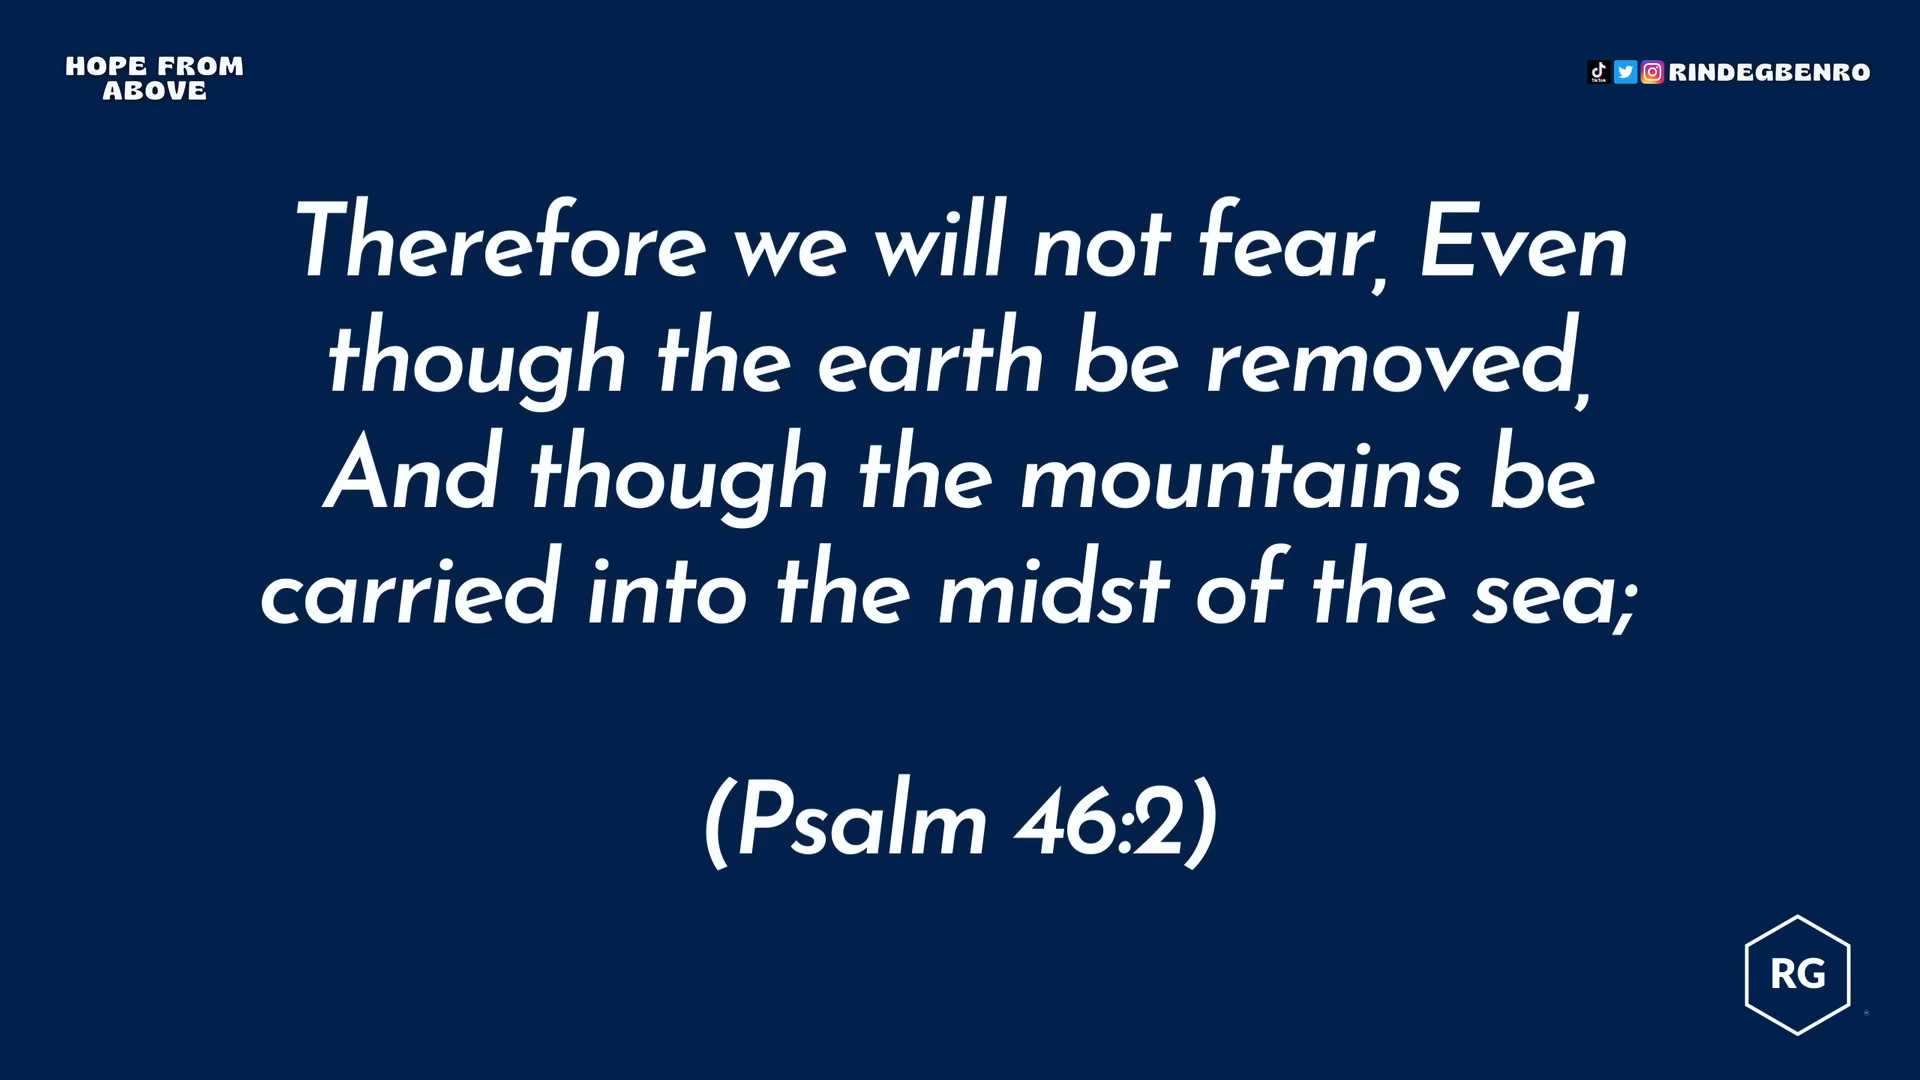 HOPE FROM
ABOVE
RINDEGBENRO
Therefore we will not fear, Even
though the earth be removed,
And though the mountains be
carried into the midst of the sea;
(Psalm 46:2)
RG